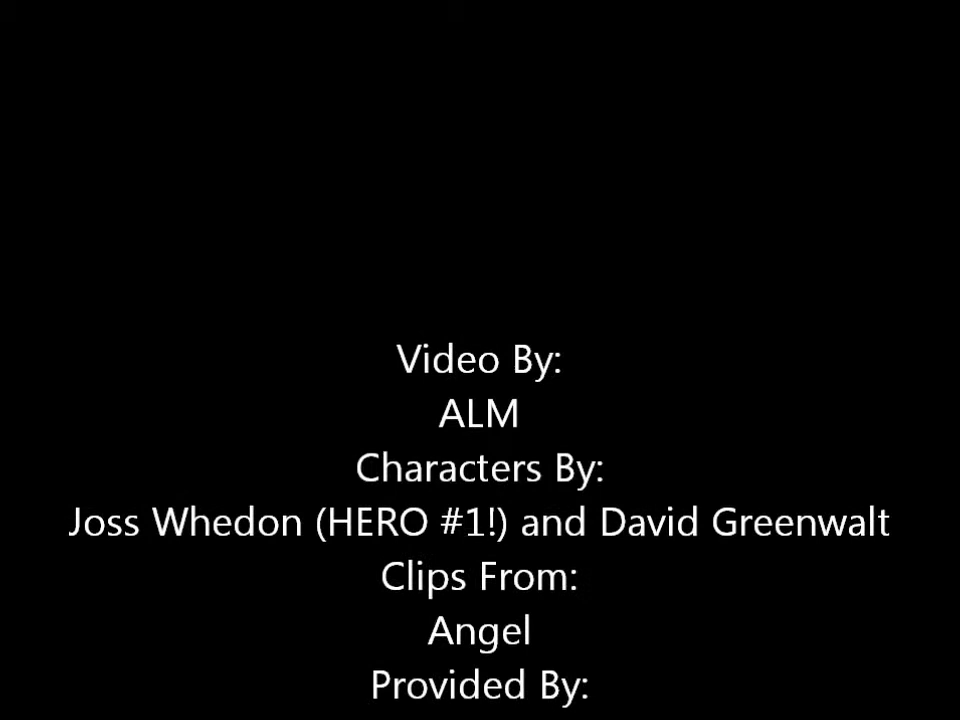 Video By:
ALM
Characters By:
Joss Whedon (HERO #1!) and David Greenwalt
Clips From:
Angel
Provided By: